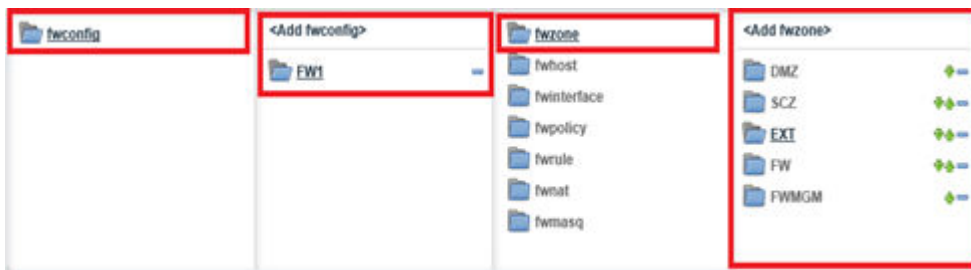 fwconfig
<Add fwconfig>
FW1
fwzone
fwhost
fwinterface
fwpolicy
fwrule
fwnat
fwmasq
<Add fwzone>
DMZ
SCZ
EXT
FW
FWMGM